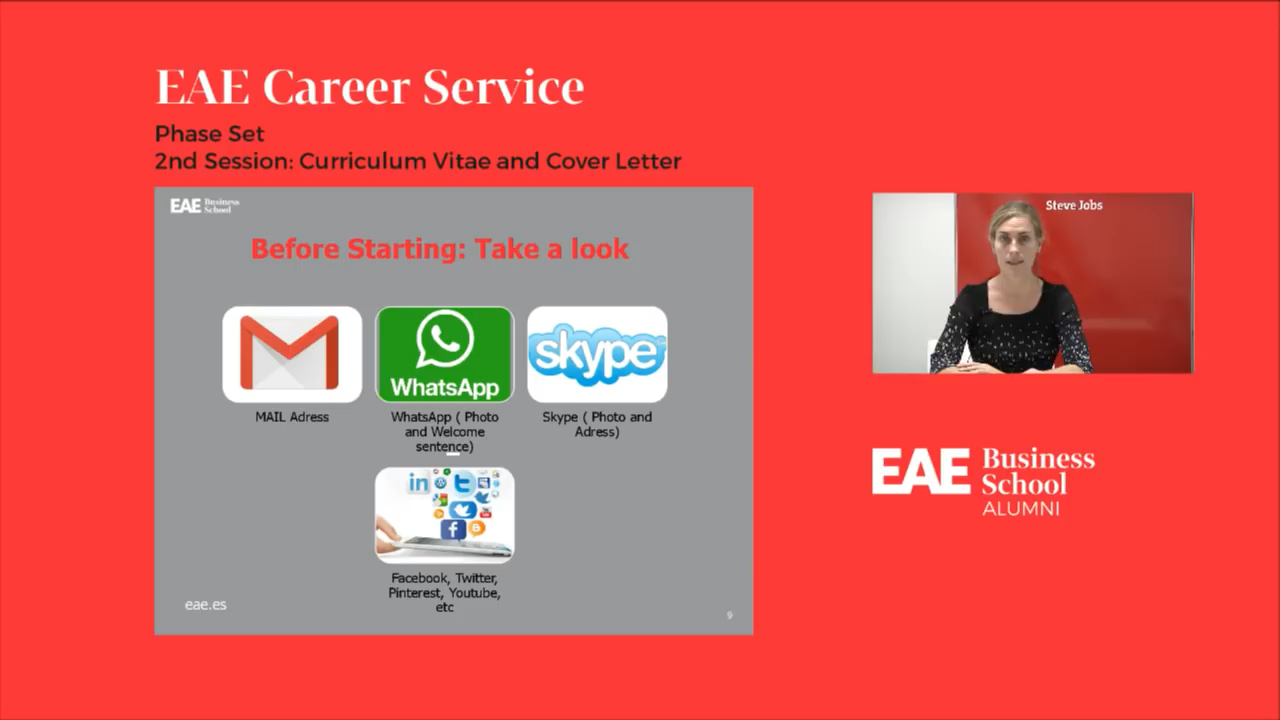 EAE Career Service
Phase Set
2nd Session: Curriculum Vitae and Cover Letter
EAE Business
School
Before Starting: Take a look
WhatsApp
skype
MAIL Adress
WhatsApp ( Photo
and Welcome
sentence)
Skype ( Photo and
Adress)
in
f
Facebook, Twitter,
Pinterest, Youtube,
etc
eae.es
9
Steve Jobs
EAE Business
School
ALUMNI